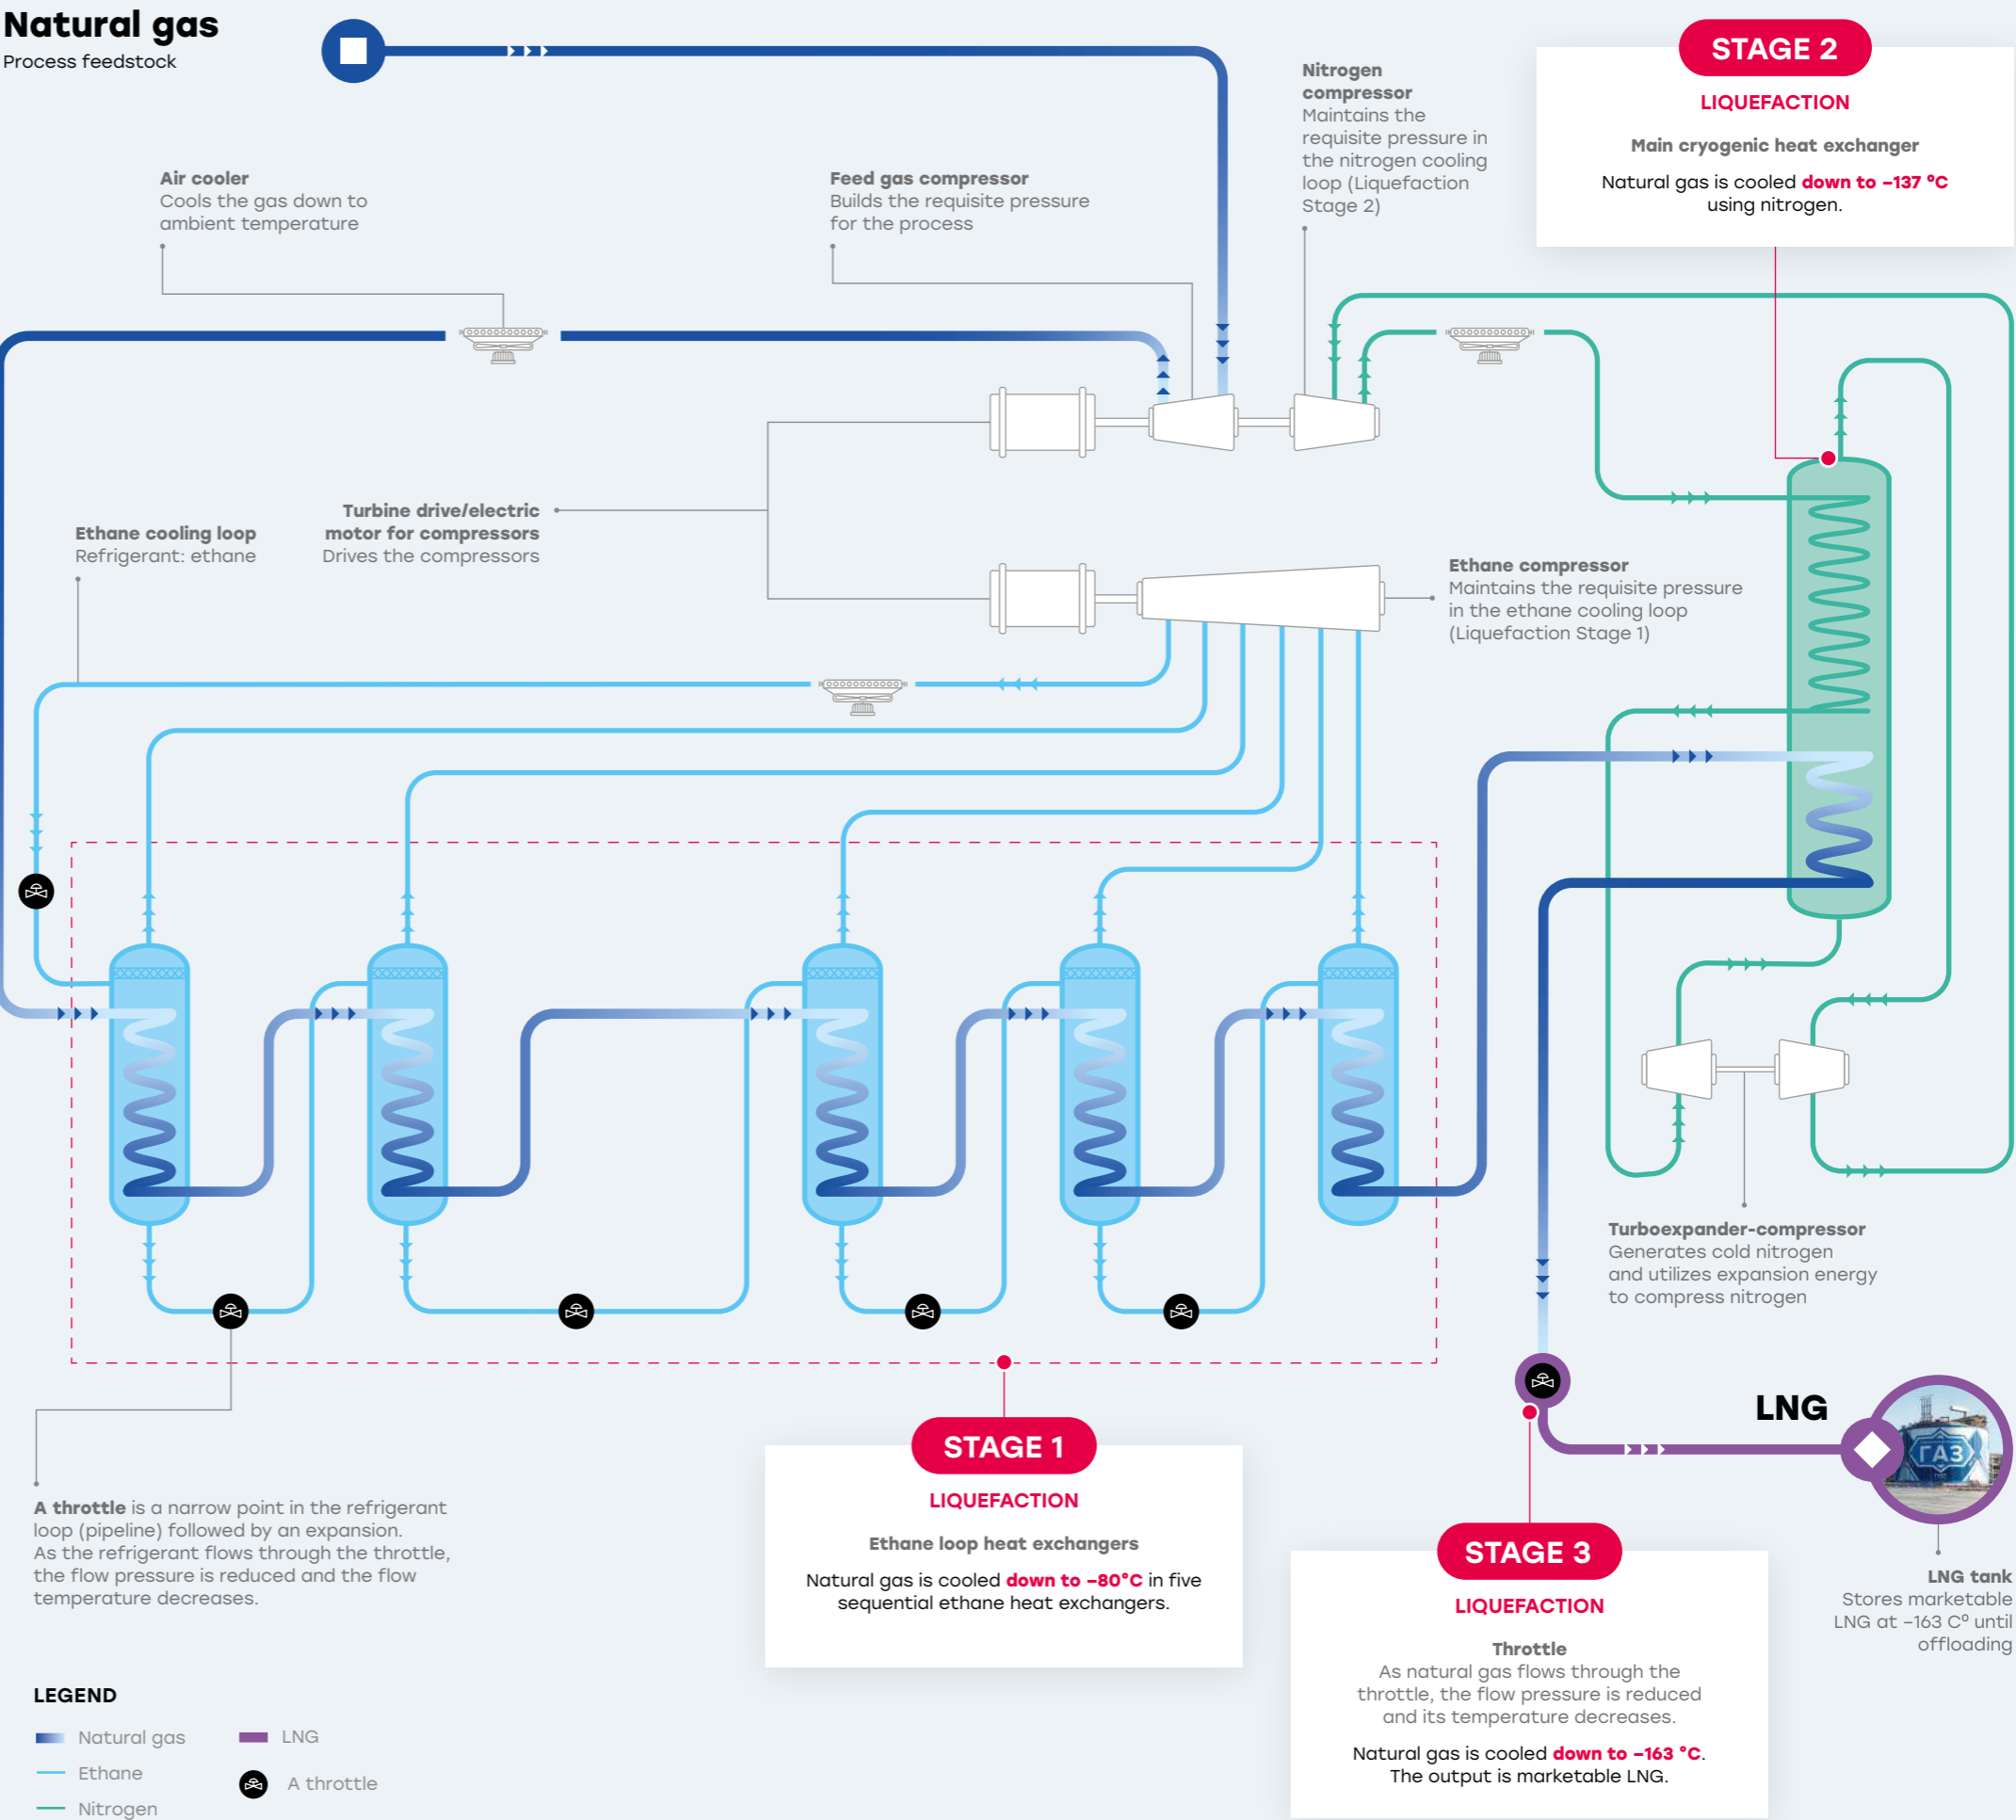 Natural gas
Process feedstock
STAGE 2
LIQUEFACTION
Main cryogenic heat exchanger
Natural gas is cooled down to –137 °C
using nitrogen.
Nitrogen
compressor
Maintains the
requisite pressure in
the nitrogen cooling
loop (Liquefaction
Stage 2)
Air cooler
Cools the gas down to
ambient temperature
Feed gas compressor
Builds the requisite pressure
for the process
Ethane cooling loop
Refrigerant: ethane
Turbine drive/electric
motor for compressors
Drives the compressors
Ethane compressor
Maintains the requisite pressure
in the ethane cooling loop
(Liquefaction Stage 1)
Turboexpander-compressor
Generates cold nitrogen
and utilizes expansion energy
to compress nitrogen
A throttle is a narrow point in the refrigerant
loop (pipeline) followed by an expansion.
As the refrigerant flows through the throttle,
the flow pressure is reduced and the flow
temperature decreases.
STAGE 1
LIQUEFACTION
Ethane loop heat exchangers
Natural gas is cooled down to –80°C in five
sequential ethane heat exchangers.
LNG
ГАЗ
STAGE 3
LIQUEFACTION
Throttle
As natural gas flows through the
throttle, the flow pressure is reduced
and its temperature decreases.
Natural gas is cooled down to –163 °C.
The output is marketable LNG.
LNG tank
Stores marketable
LNG at –163 C° until
offloading
LEGEND
Natural gas
Ethane
Nitrogen
LNG
A throttle